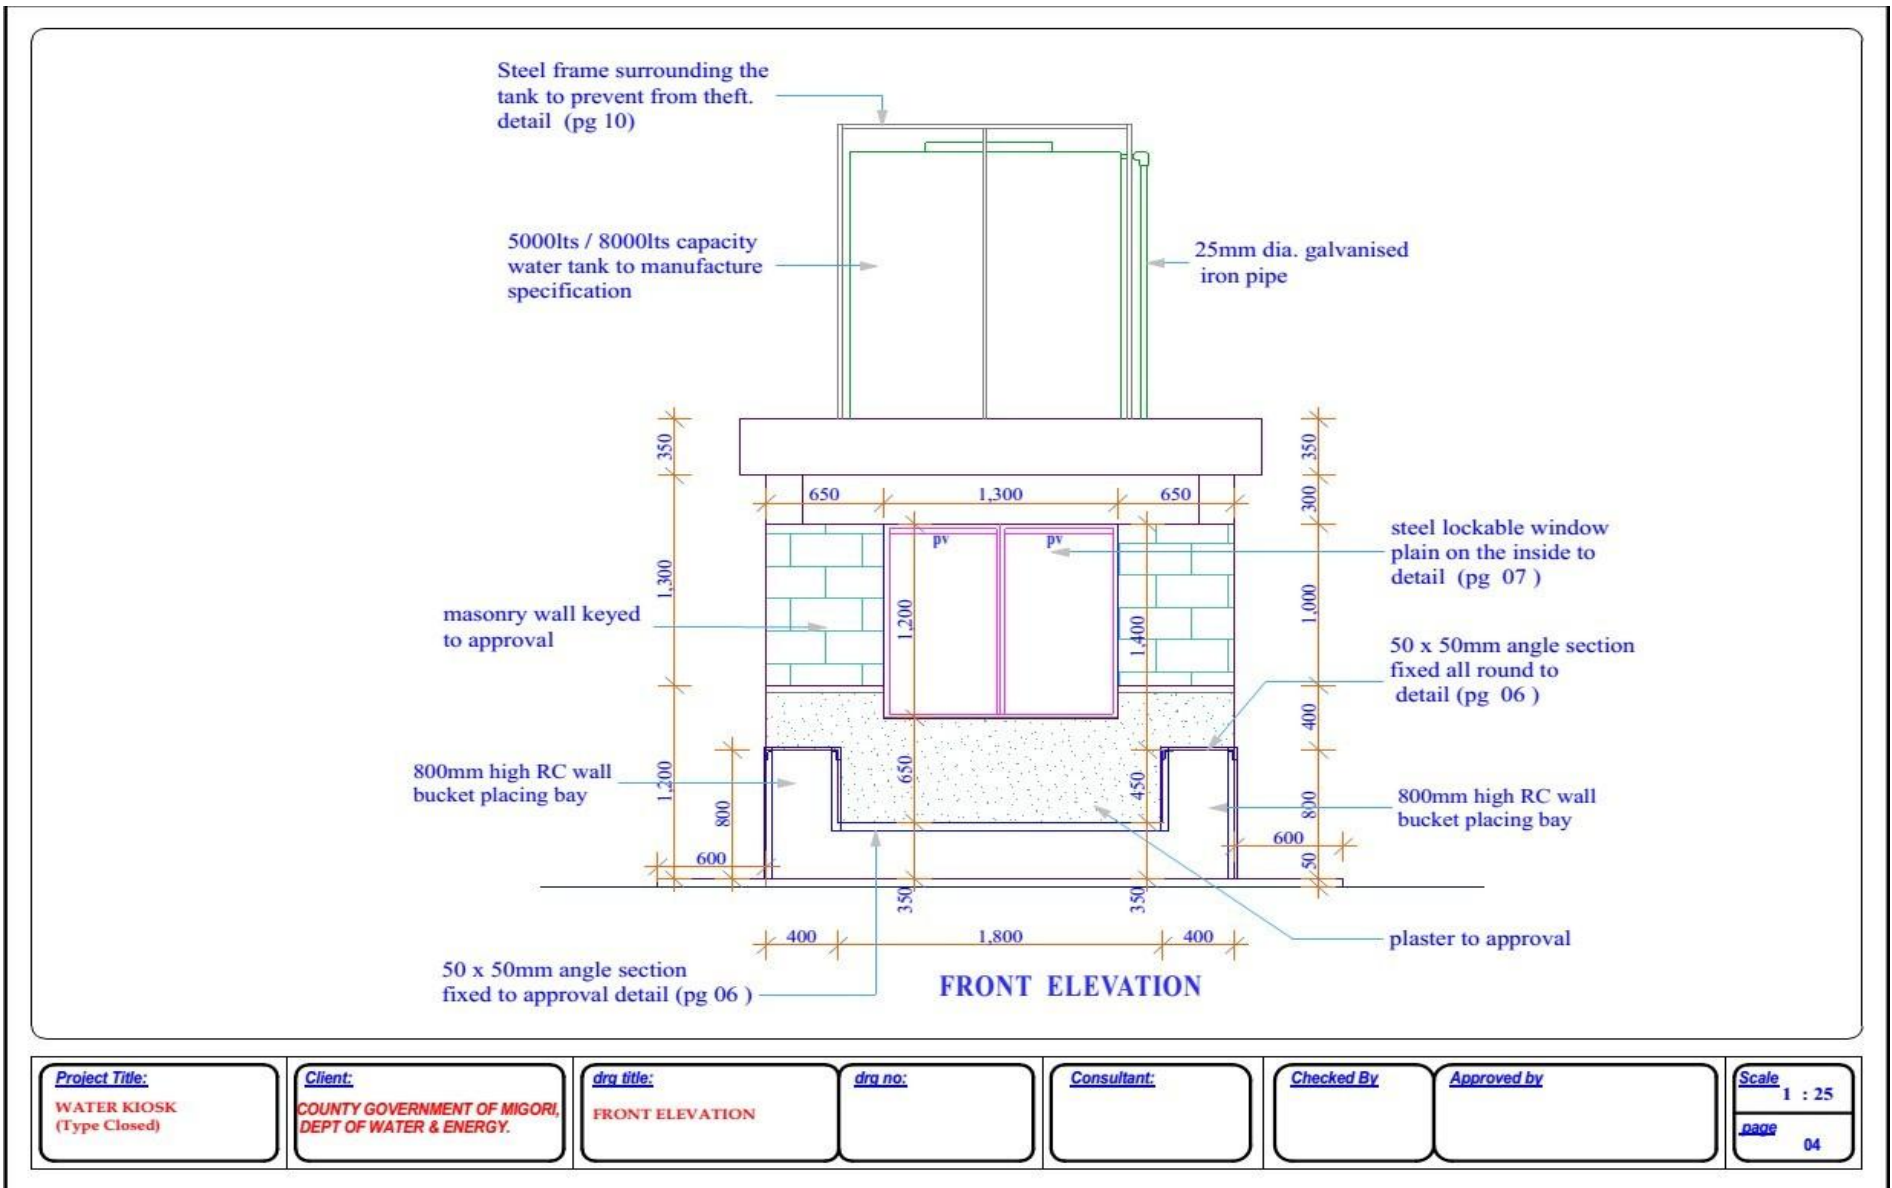 Steel frame surrounding the
tank to prevent from theft.
detail (pg 10)
5000lts / 8000lts capacity
water tank to manufacture
specification
25mm dia. galvanised
iron pipe
350
350
650
1,300
650
300
steel lockable window
plain on the inside to
detail (pg 07 )
pv
pv
1,300
1,200
1,400
1,000
masonry wall keyed
to approval
50 x 50mm angle section
fixed all round to
detail (pg 06 )
400
800mm high RC wall
bucket placing bay
1,200
800
650
450
800
800mm high RC wall
bucket placing bay
600
600
50
350
350
400
1,800
400
plaster to approval
50 x 50mm angle section
fixed to approval detail (pg 06 )
FRONT ELEVATION
Project Title:
WATER KIOSK
(Type Closed)
Client:
COUNTY GOVERNMENT OF MIGORI,
DEPT OF WATER & ENERGY.
drg title:
FRONT ELEVATION
drg no:
Consultant:
Checked By
Approved by
Scale
1 : 25
page
04